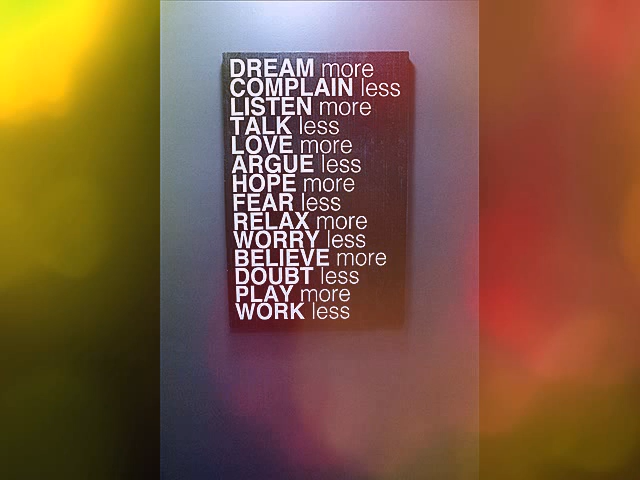 DREAM more
COMPLAIN less
LISTEN more
TALK less
LOVE more
ARGUE less
HOPE more
FEAR less
RELAX more
WORRY less
BELIEVE more
DOUBT less
PLAY more
WORK less